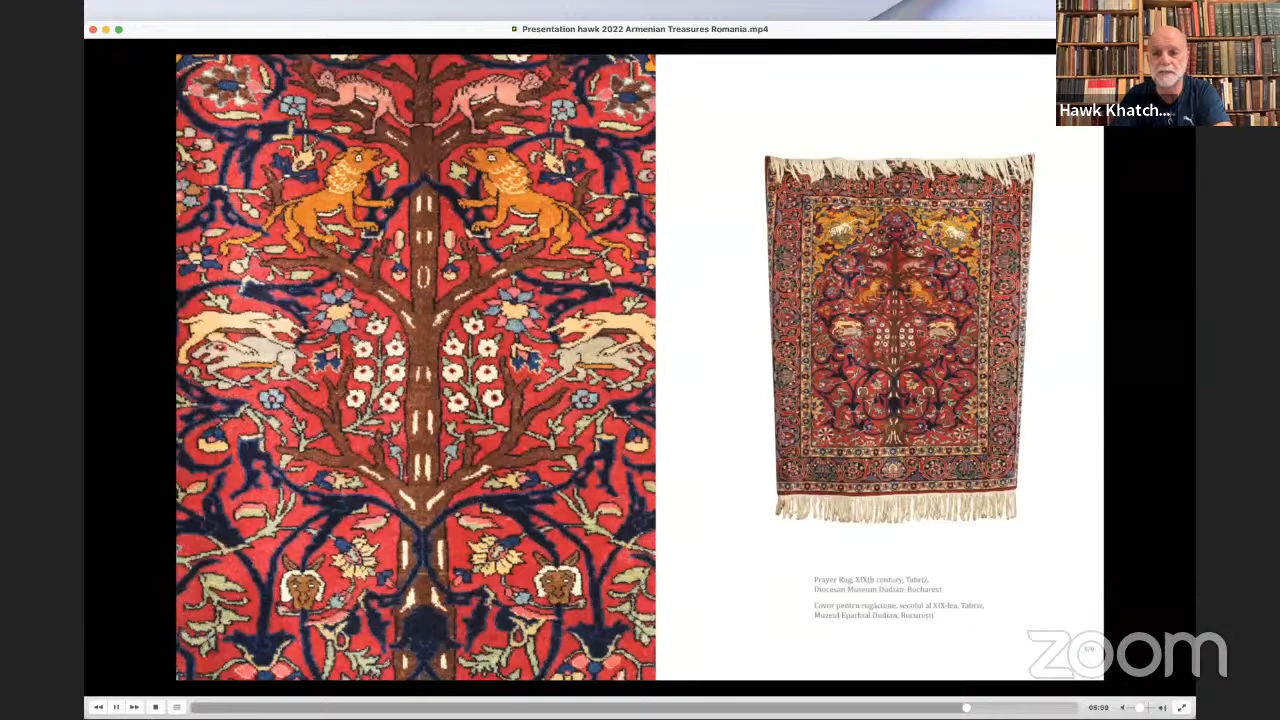 Presentation hawk 2022 Armenian Treasures Romania.mp4
Hawk Khatch...
Prayer Rug, XIXth century, Tabriz,
Diocesan Museum Dudian, Bucharest
Covor pentru rugăciune, secolul al XIX-lea, Tabriz,
Muzeul Eparhial Dudian, București
zoom
379